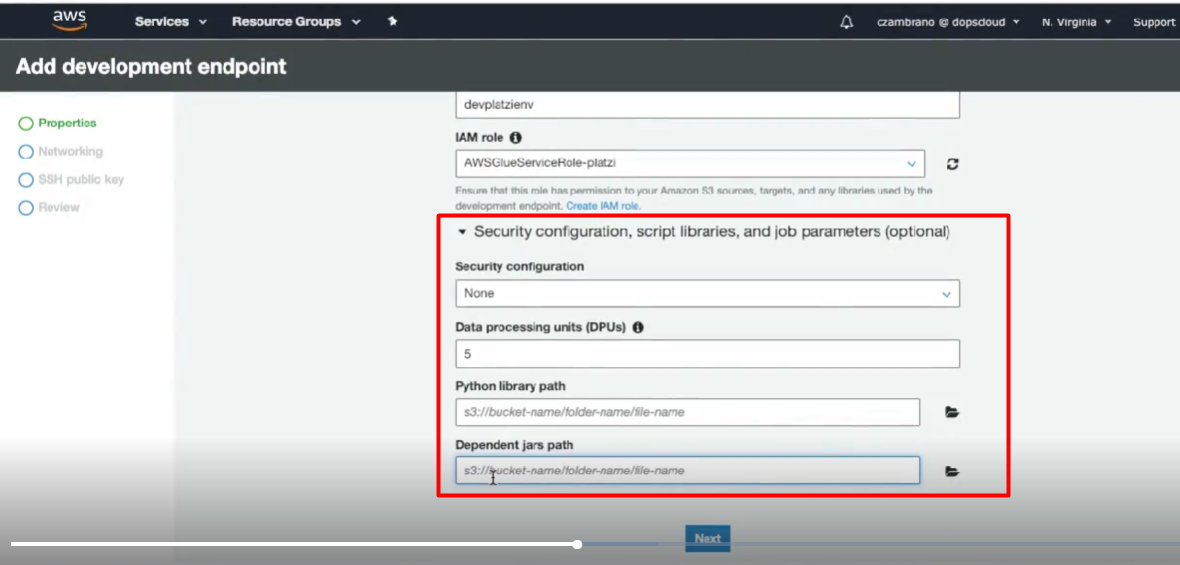 aws
Services
Resource Groups
czambrano @ dopscloud
N. Virginia
Support
Add development endpoint
Properties
Networking
SSH public key
Review
devplatzienv
IAM role
AWSGlueServiceRole-platzi
Ensure that this role has permission to your Amazon S3 sources, targets, and any libraries used by the
development endpoint. Create IAM role.
Security configuration, script libraries, and job parameters (optional)
Security configuration
None
Data processing units (DPUs)
5
Python library path
s3://bucket-name/folder-name/file-name
Dependent jars path
s3://bucket-name/folder-name/file-name
Next